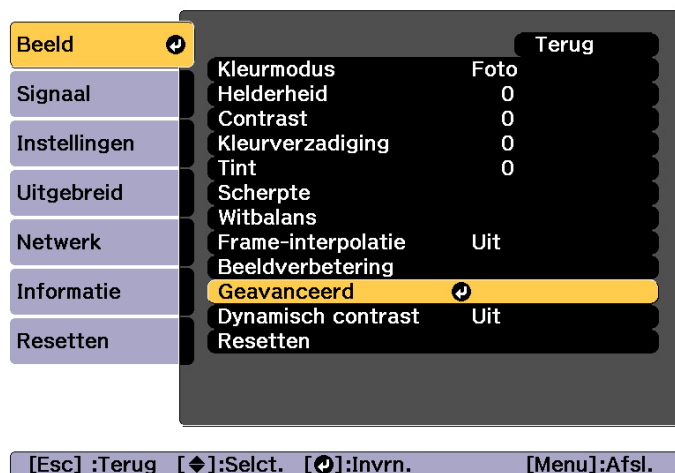 Beeld
Signaal
Instellingen
Uitgebreid
Netwerk
Informatie
Resetten
Terug
Kleurmodus Foto
Helderheid 0
Contrast 0
Kleurverzadiging 0
Tint 0
Scherpte
Witbalans
Frame-interpolatie Uit
Beeldverbetering
Geavanceerd
Dynamisch contrast Uit
Resetten
[Esc] :Terug [◆]:Selct. [↵]:Invrn. [Menu]:Afsl.